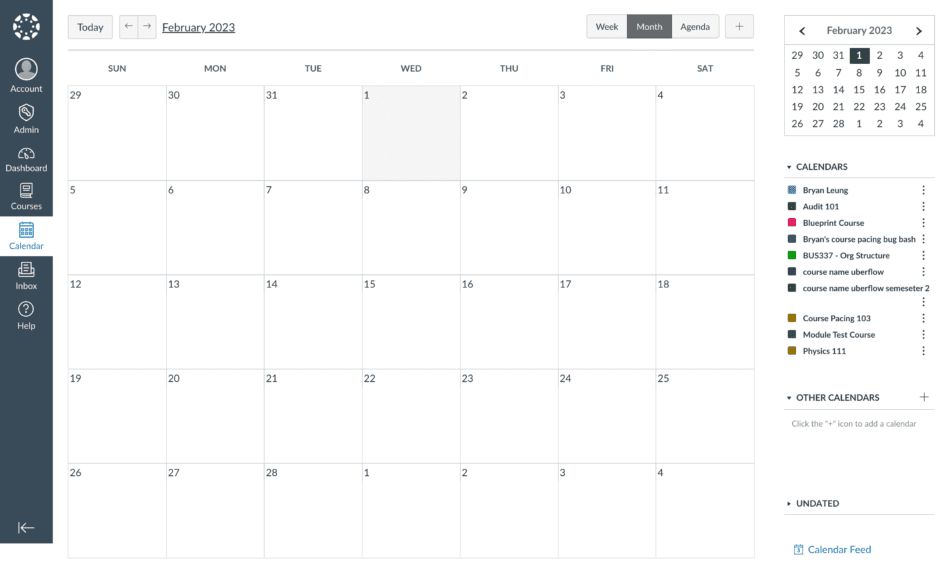 Today ← → February 2023 Week Month Agenda +
SUN MON TUE WED THU FRI SAT
29 30 31 1 2 3 4
5 6 7 8 9 10 11
12 13 14 15 16 17 18
19 20 21 22 23 24 25
26 27 28 1 2 3 4
Account
Admin
Dashboard
Courses
Calendar
Inbox
Help
February 2023
29 30 31 1 2 3 4
5 6 7 8 9 10 11
12 13 14 15 16 17 18
19 20 21 22 23 24 25
26 27 28 1 2 3 4
CALENDARS
Bryan Leung
Audit 101
Blueprint Course
Bryan's course pacing bug bash
BUS337 - Org Structure
course name uberflow
course name uberflow semeseter 2
Course Pacing 103
Module Test Course
Physics 111
OTHER CALENDARS +
Click the "+" icon to add a calendar
UNDATED
Calendar Feed